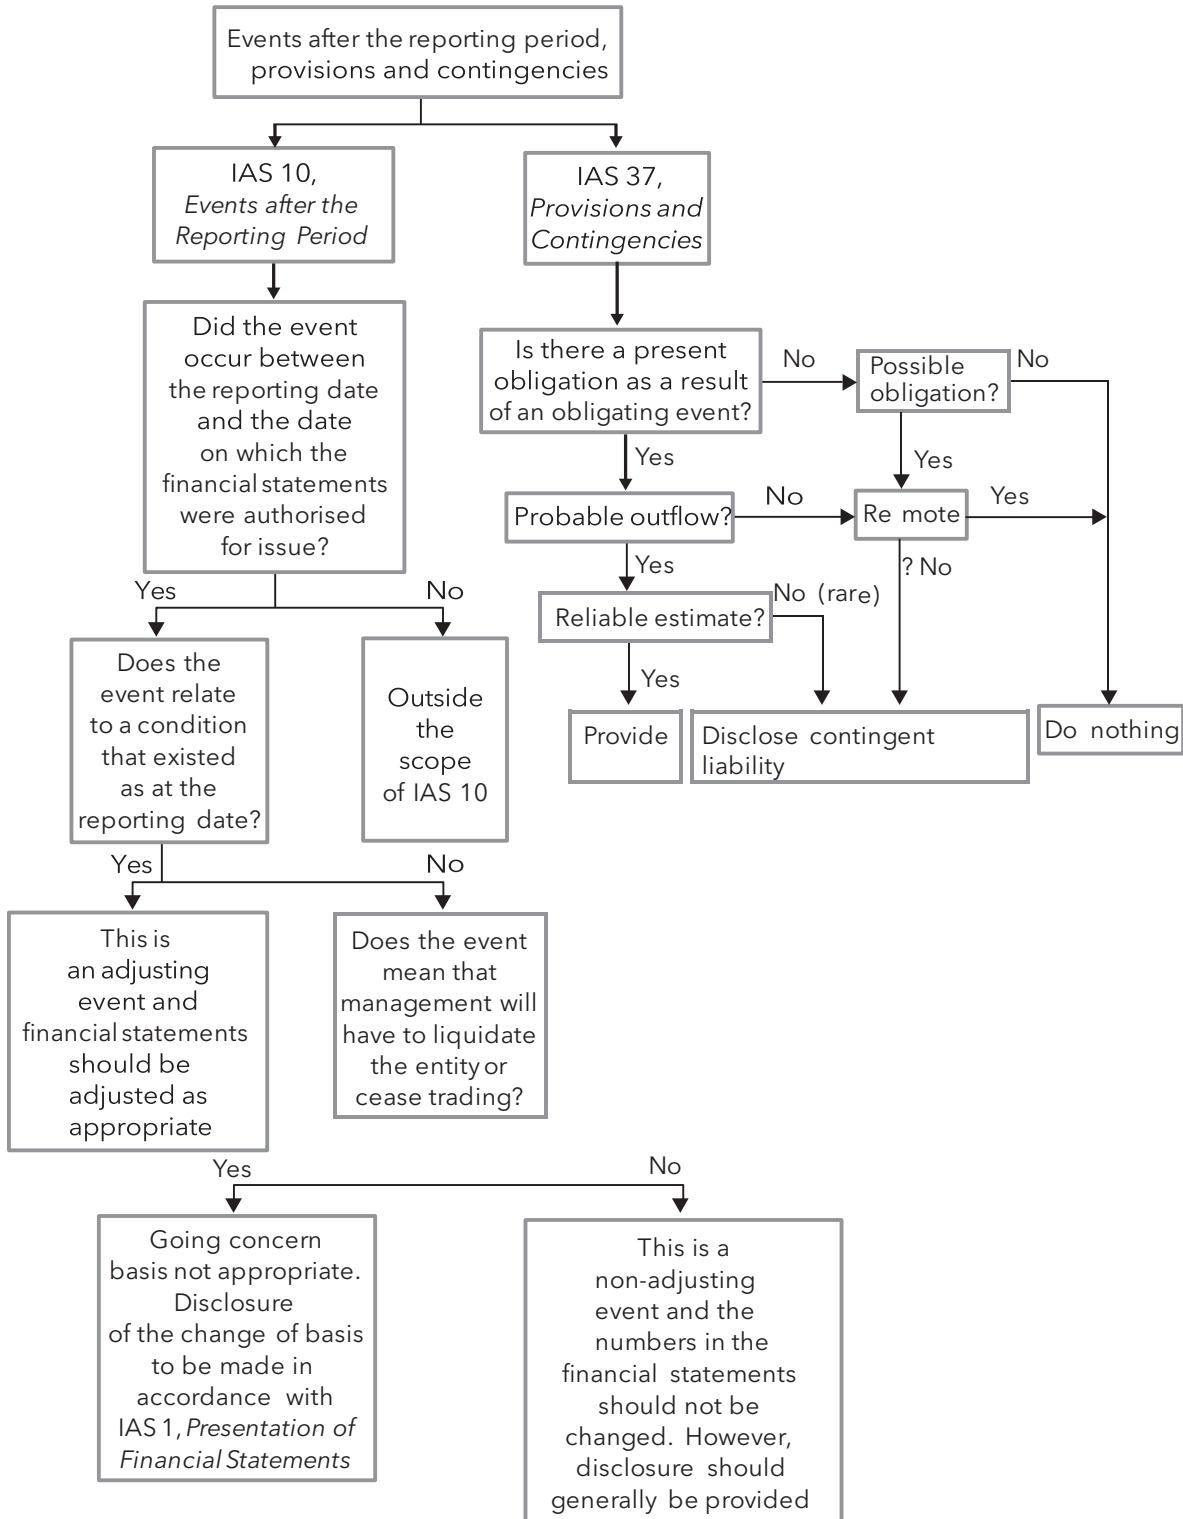 Events after the reporting period,
provisions and contingencies
IAS 10,
Events after the
Reporting Period
IAS 37,
Provisions and
Contingencies
Did the event
occur between
the reporting date
and the date
on which the
financial statements
were authorised
for issue?
Is there a present
obligation as a result
of an obligating event?
No
Possible
obligation?
No
Yes
Yes
Probable outflow?
No
Re mote
Yes
? No
Yes
Reliable estimate?
No (rare)
Yes
Provide
Disclose contingent
liability
Do nothing
Yes
No
Does the
event relate
to a condition
that existed
as at the
reporting date?
Outside
the
scope
of IAS 10
Yes
No
This is
an adjusting
event and
financial statements
should be
adjusted as
appropriate
Does the event
mean that
management will
have to liquidate
the entity or
cease trading?
Yes
No
Going concern
basis not appropriate.
Disclosure
of the change of basis
to be made in
accordance with
IAS 1, Presentation of
Financial Statements
This is a
non-adjusting
event and the
numbers in the
financial statements
should not be
changed. However,
disclosure should
generally be provided